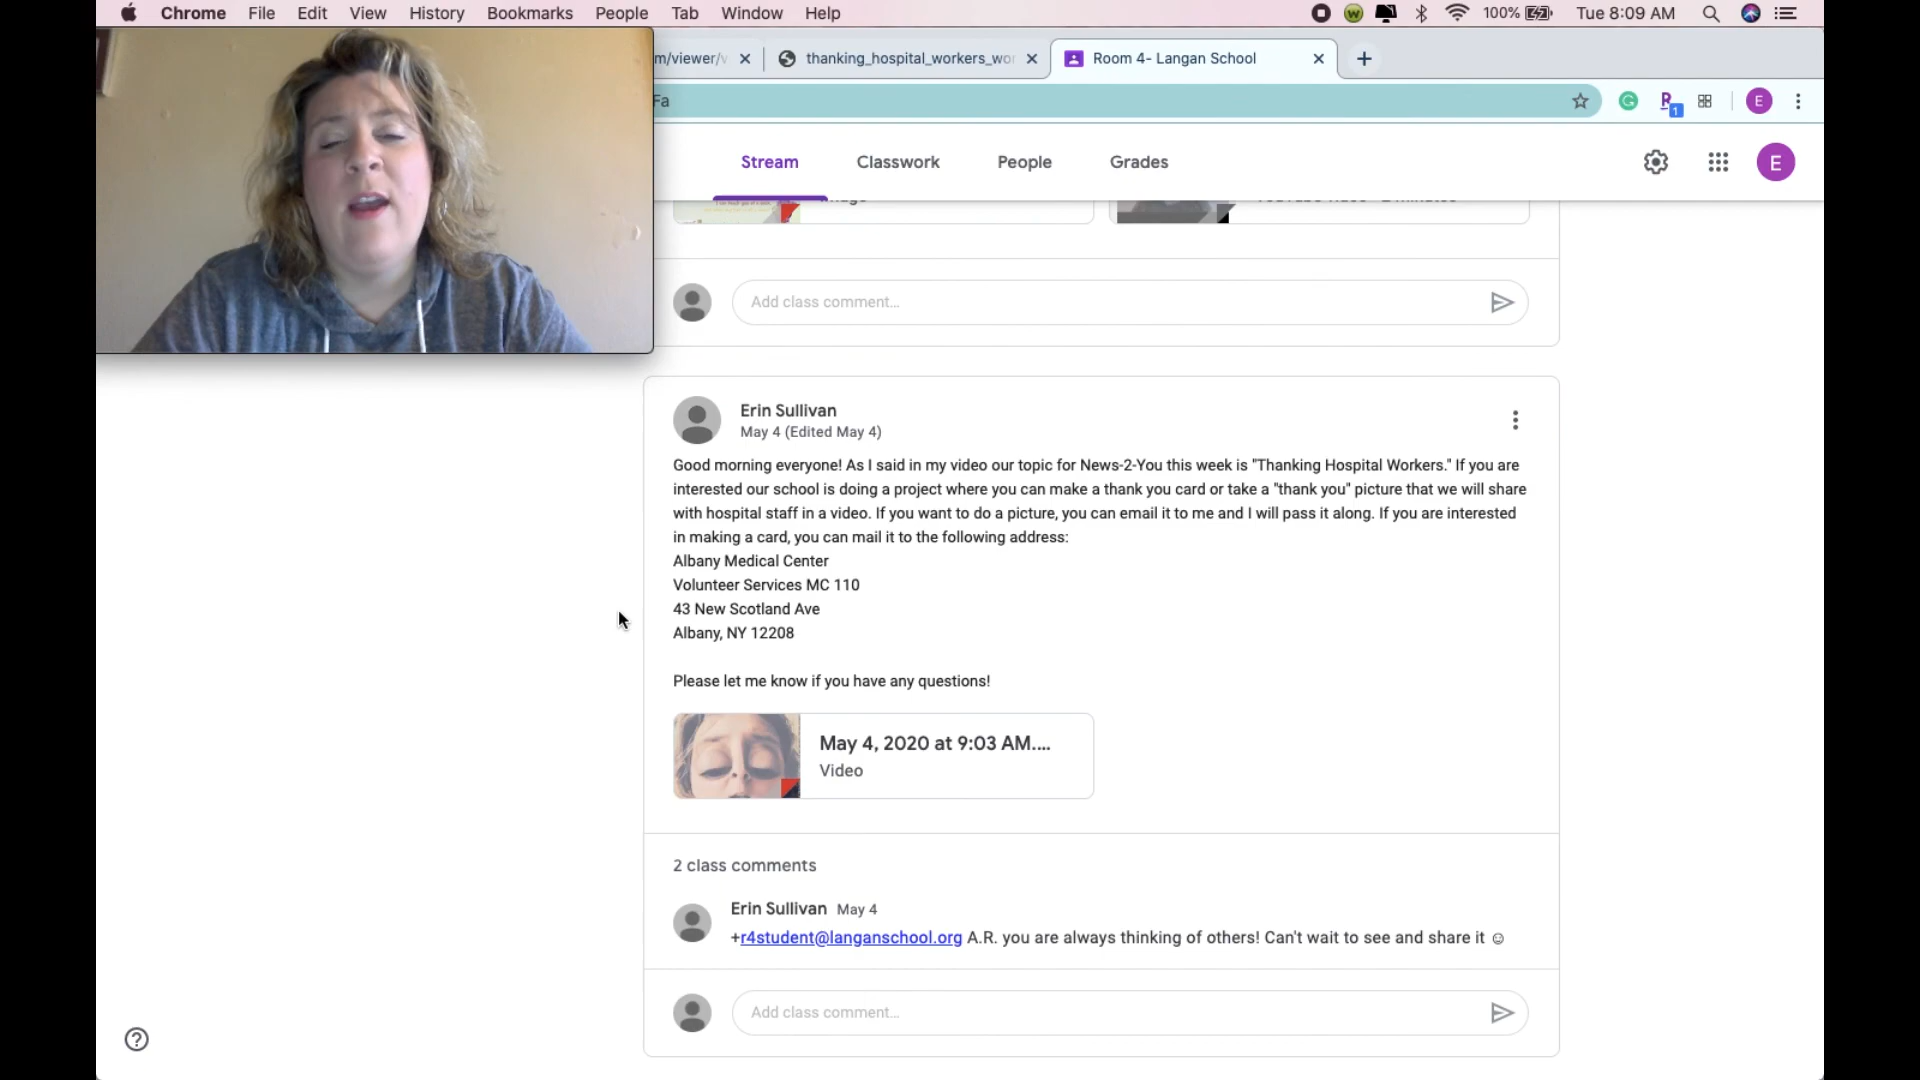 Chrome File Edit View History Bookmarks People Tab Window Help
W 100% Tue 8:09 AM
m/viewer/v
thanking_hospital_workers_wor
Room 4- Langan School
Fa
1
E
Stream Classwork People Grades
E
Add class comment...
Erin Sullivan
May 4 (Edited May 4)
Good morning everyone! As I said in my video our topic for News-2-You this week is "Thanking Hospital Workers." If you are
interested our school is doing a project where you can make a thank you card or take a "thank you" picture that we will share
with hospital staff in a video. If you want to do a picture, you can email it to me and I will pass it along. If you are interested
in making a card, you can mail it to the following address:
Albany Medical Center
Volunteer Services MC 110
43 New Scotland Ave
Albany, NY 12208
Please let me know if you have any questions!
May 4, 2020 at 9:03 AM....
Video
2 class comments
Erin Sullivan May 4
+r4student@langanschool.org A.R. you are always thinking of others! Can't wait to see and share it ☺
Add class comment...